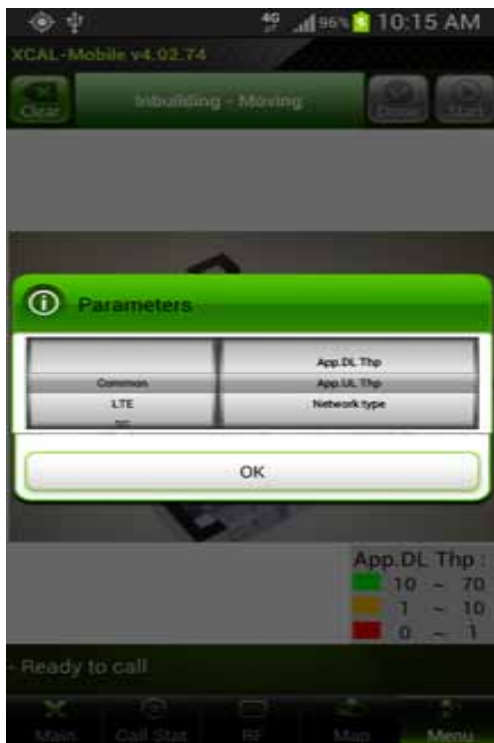 4G 96% 10:15 AM
XCAL-Mobile v4.02.74
Clear
Inbuilding - Moving
Start
Parameters
App.DL Thp
Common App.UL Thp
LTE Network type
OK
App.DL Thp :
10 ~ 70
1 ~ 10
0 ~ 1
- Ready to call
Main Call Stat RF Map Menu